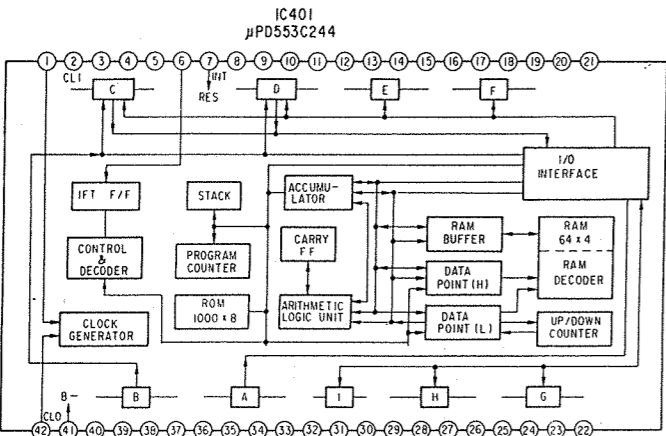 IC401
µPD553C244
1 2 3 4 5 6 7 8 9 10 11 12 13 14 15 16 17 18 19 20 21
CLI
INT
RES
C
D
E
F
I/O
INTERFACE
IFT F/F
STACK
ACCUMU-
LATOR
RAM
BUFFER
RAM
64 x 4
CONTROL
&
DECODER
PROGRAM
COUNTER
CARRY
FF
DATA
POINT (H)
RAM
DECODER
ROM
1000 x 8
ARITHMETIC
LOGIC UNIT
DATA
POINT (L)
UP/DOWN
COUNTER
CLOCK
GENERATOR
B
A
I
H
G
CLO
B-
42 41 40 39 38 37 36 35 34 33 32 31 30 29 28 27 26 25 24 23 22